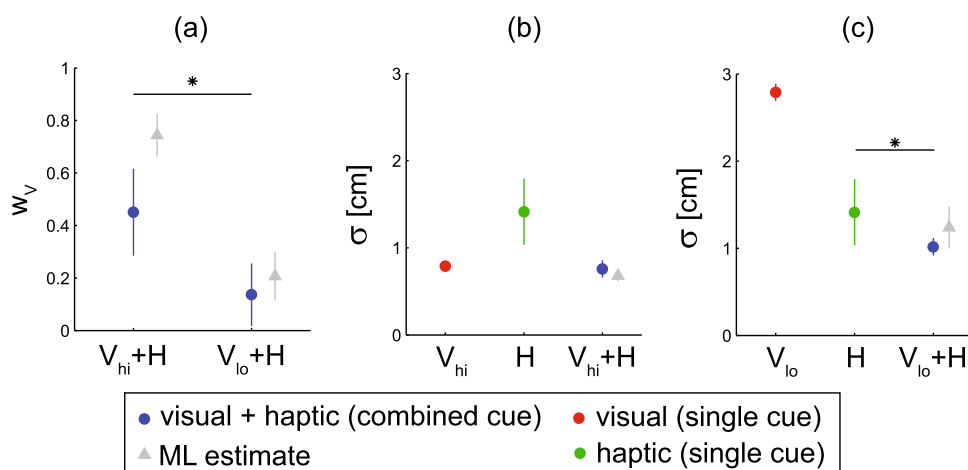 (a) (b) (c)
1 0.8 0.6 0.4 0.2 0
w_V
*
V_hi+H V_lo+H
3 2 1 0
σ [cm]
V_hi H V_hi+H
3 2 1 0
σ [cm]
*
V_lo H V_lo+H
visual + haptic (combined cue) visual (single cue)
ML estimate haptic (single cue)